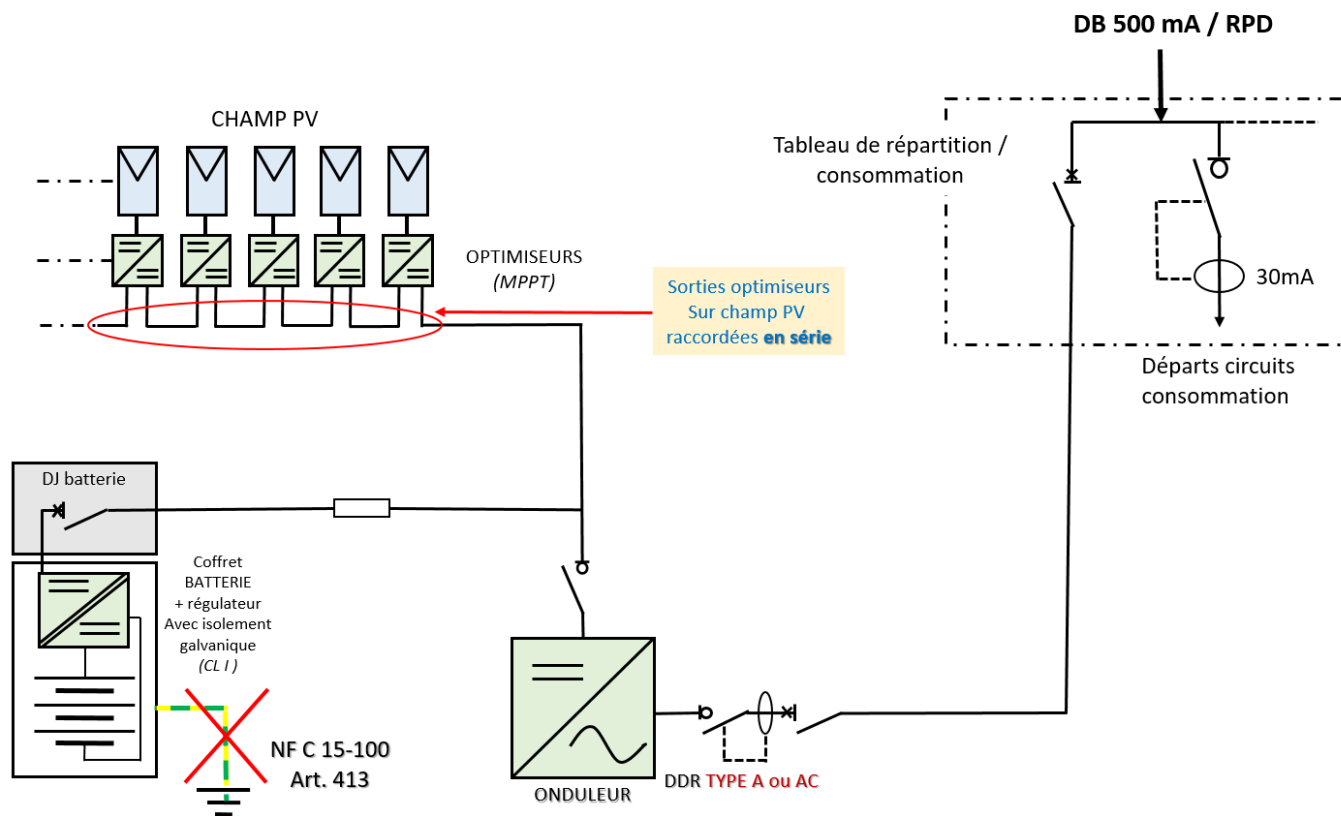 DB 500 mA / RPD
CHAMP PV
Tableau de répartition /
consommation
OPTIMISEURS
(MPPT)
Sorties optimiseurs
Sur champ PV
raccordées en série
30mA
Départs circuits
consommation
DJ batterie
Coffret
BATTERIE
+ régulateur
Avec isolement
galvanique
(CL I )
NF C 15-100
Art. 413
ONDULEUR
DDR TYPE A ou AC